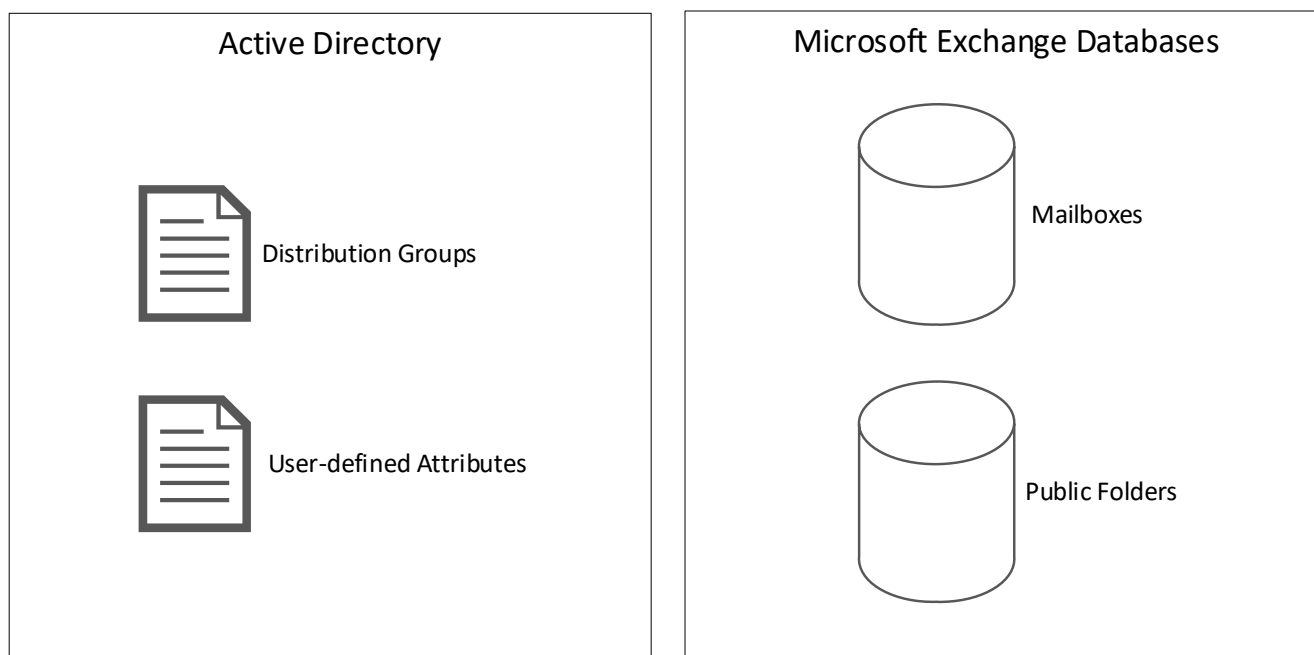 Active Directory
Distribution Groups
User-defined Attributes
Microsoft Exchange Databases
Mailboxes
Public Folders